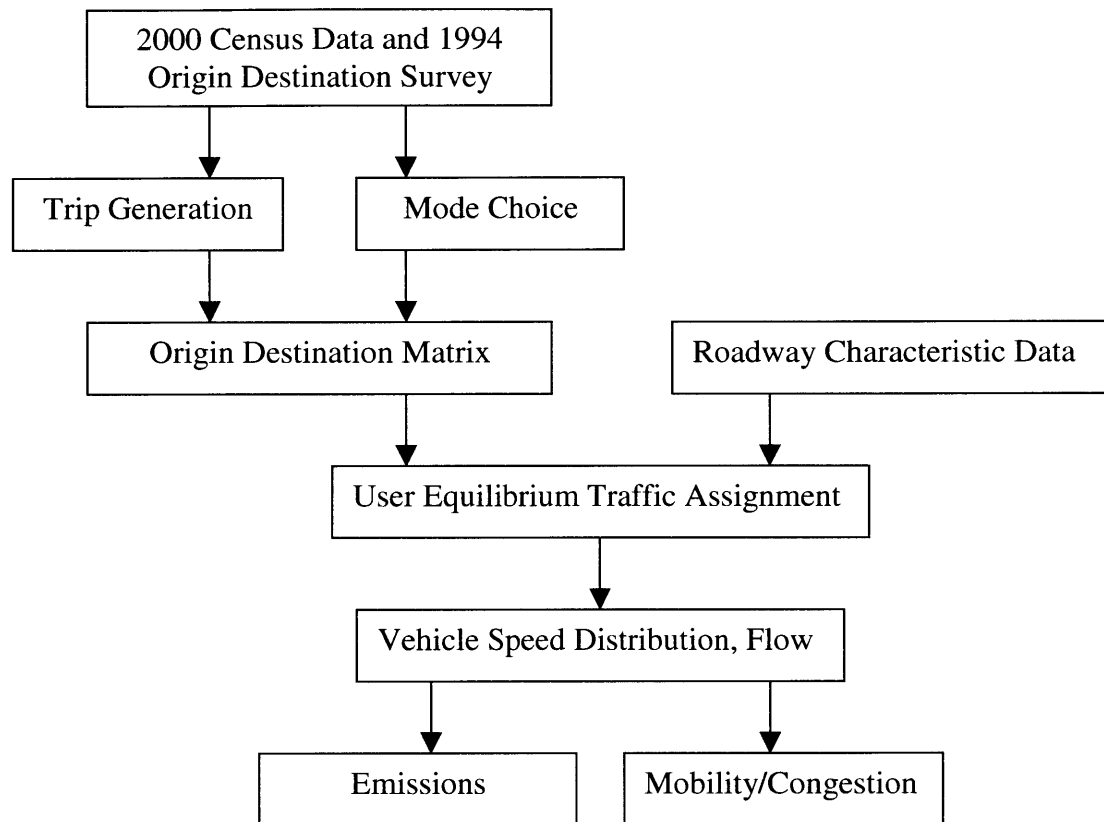 2000 Census Data and 1994
Origin Destination Survey
Trip Generation
Mode Choice
Origin Destination Matrix
Roadway Characteristic Data
User Equilibrium Traffic Assignment
Vehicle Speed Distribution, Flow
Emissions
Mobility/Congestion